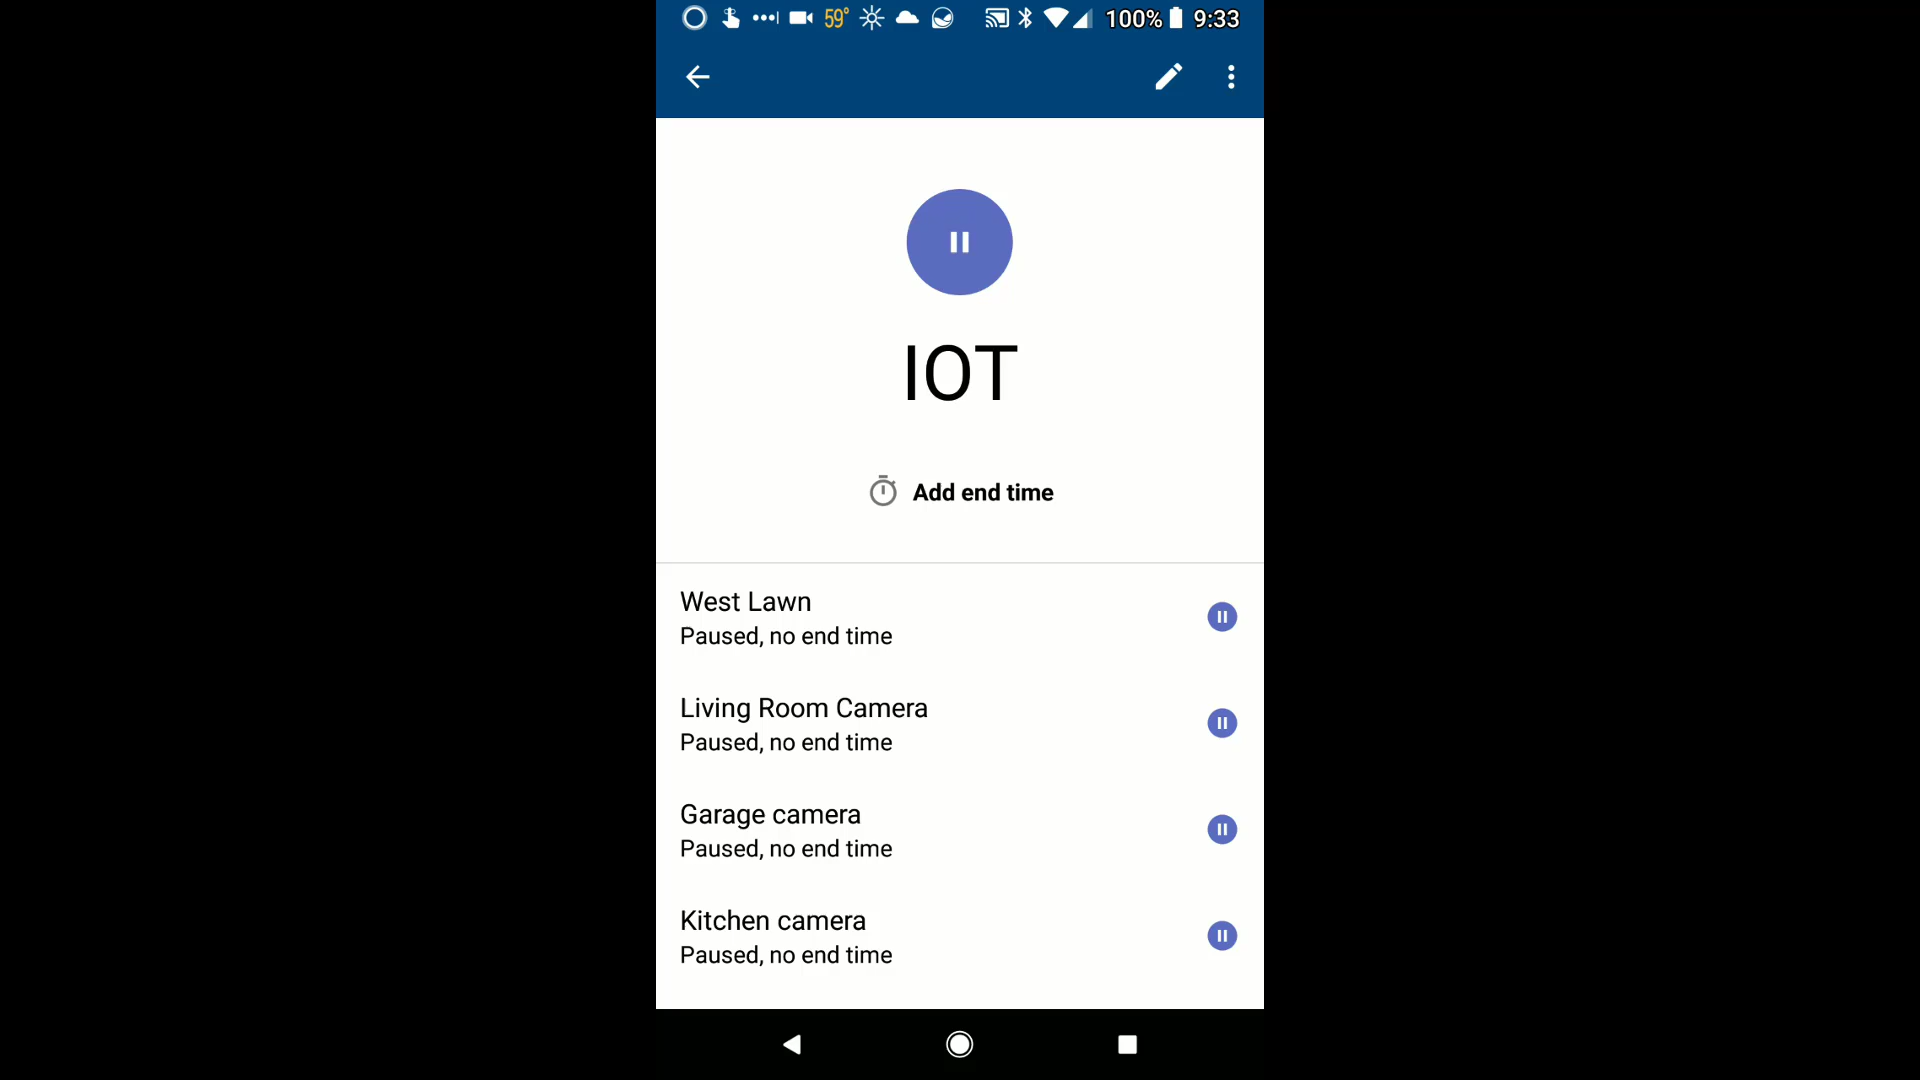 59° 100% 9:33
IOT
Add end time
West Lawn
Paused, no end time
Living Room Camera
Paused, no end time
Garage camera
Paused, no end time
Kitchen camera
Paused, no end time